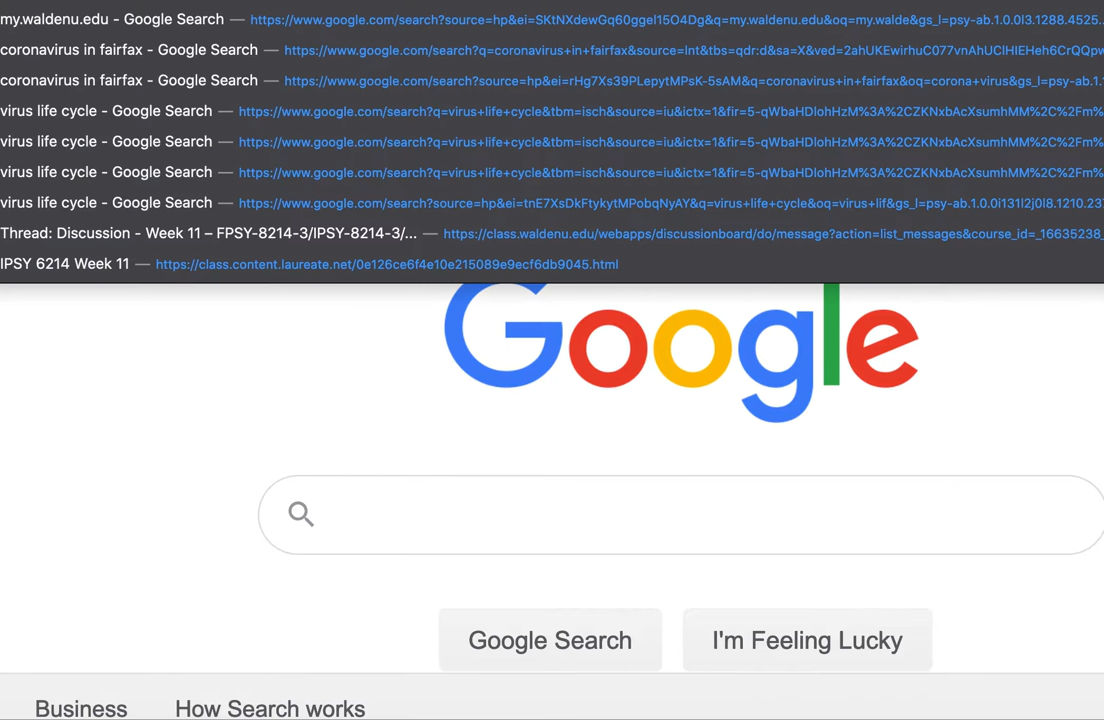 my.waldenu.edu - Google Search — https://www.google.com/search?source=hp&ei=SKtNXdewGq60ggel15O4Dg&q=my.waldenu.edu&oq=my.walde&gs_l=psy-ab.1.0.0l3.1288.4525..
coronavirus in fairfax - Google Search — https://www.google.com/search?q=coronavirus+in+fairfax&source=lnt&tbs=qdr:d&sa=X&ved=2ahUKEwirhuC077vnAhUClHIEHeh6CrQQpw
coronavirus in fairfax - Google Search — https://www.google.com/search?source=hp&ei=rHg7Xs39PLepytMPsK-5sAM&q=coronavirus+in+fairfax&oq=corona+virus&gs_l=psy-ab.1.
virus life cycle - Google Search — https://www.google.com/search?q=virus+life+cycle&tbm=isch&source=iu&ictx=1&fir=5-qWbaHDlohHzM%3A%2CZKNxbAcXsumhMM%2C%2Fm%
virus life cycle - Google Search — https://www.google.com/search?q=virus+life+cycle&tbm=isch&source=iu&ictx=1&fir=5-qWbaHDlohHzM%3A%2CZKNxbAcXsumhMM%2C%2Fm%
virus life cycle - Google Search — https://www.google.com/search?q=virus+life+cycle&tbm=isch&source=iu&ictx=1&fir=5-qWbaHDlohHzM%3A%2CZKNxbAcXsumhMM%2C%2Fm%
virus life cycle - Google Search — https://www.google.com/search?source=hp&ei=tnE7XsDkFtykytMPobqNyAY&q=virus+life+cycle&oq=virus+lif&gs_l=psy-ab.1.0.0i131l2j0l8.1210.237
Thread: Discussion - Week 11 – FPSY-8214-3/IPSY-8214-3/... — https://class.waldenu.edu/webapps/discussionboard/do/message?action=list_messages&course_id=_16635238_
IPSY 6214 Week 11 — https://class.content.laureate.net/0e126ce6f4e10e215089e9ecf6db9045.html
Google
Google Search
I'm Feeling Lucky
Business
How Search works